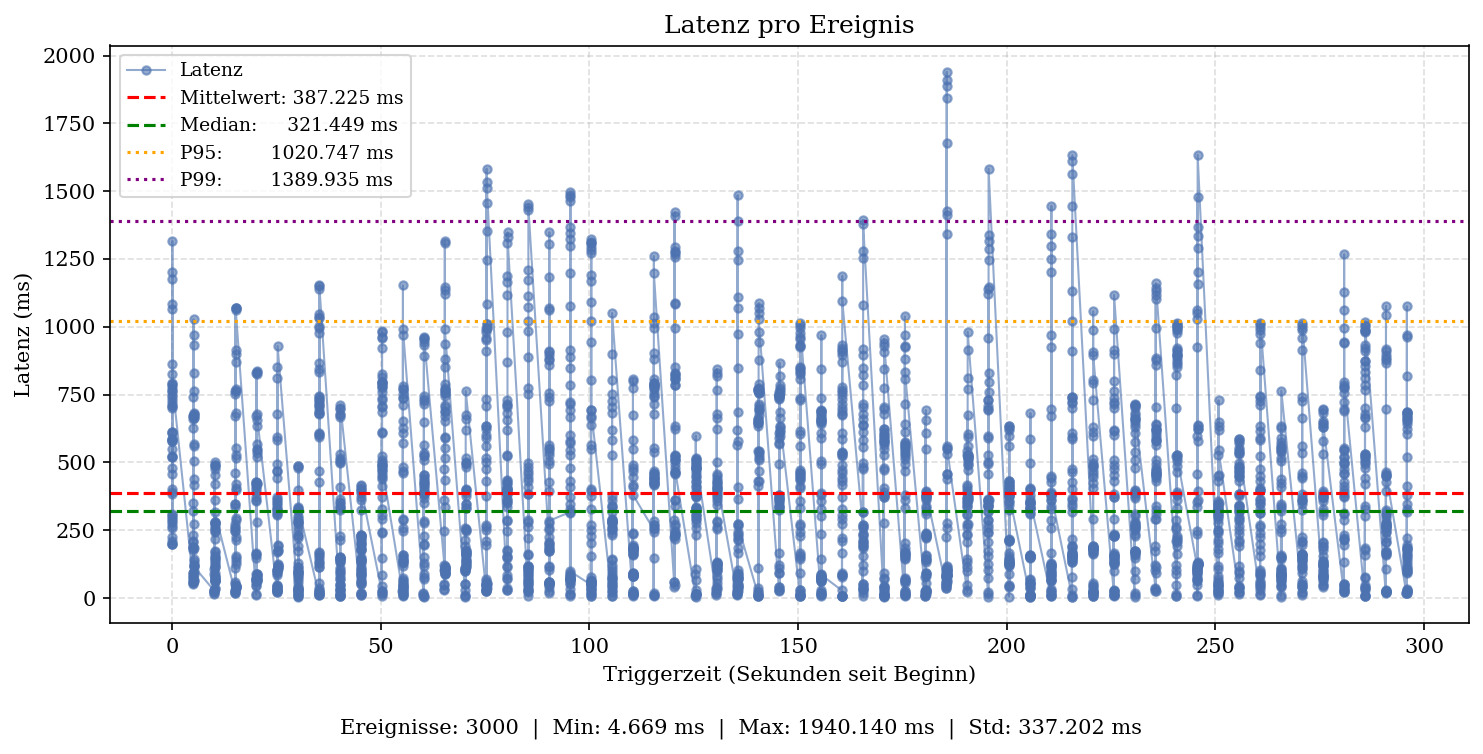 Latenz pro Ereignis
Latenz (ms)
2000
1750
1500
1250
1000
750
500
250
0
Latenz
Mittelwert: 387.225 ms
Median: 321.449 ms
P95: 1020.747 ms
P99: 1389.935 ms
0 50 100 150 200 250 300
Triggerzeit (Sekunden seit Beginn)
Ereignisse: 3000 | Min: 4.669 ms | Max: 1940.140 ms | Std: 337.202 ms